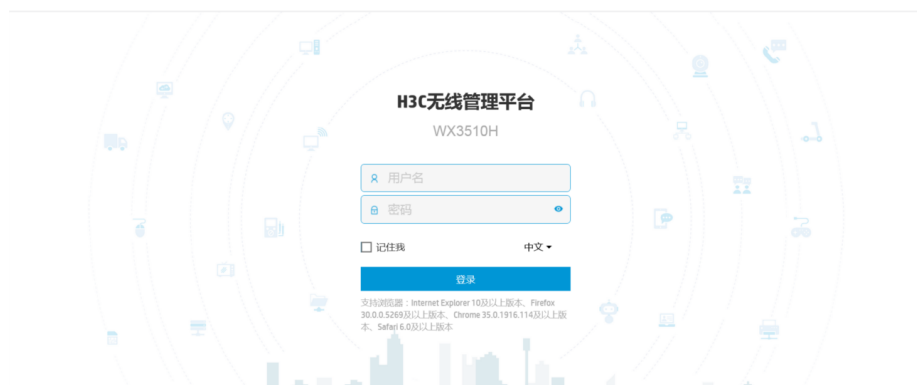 H3C无线管理平台
WX3510H
用户名
密码
记住我 中文
登录
支持浏览器：Internet Explorer 10及以上版本、Firefox
30.0.0.5269及以上版本、Chrome 35.0.1916.114及以上版
本、Safari 6.0及以上版本